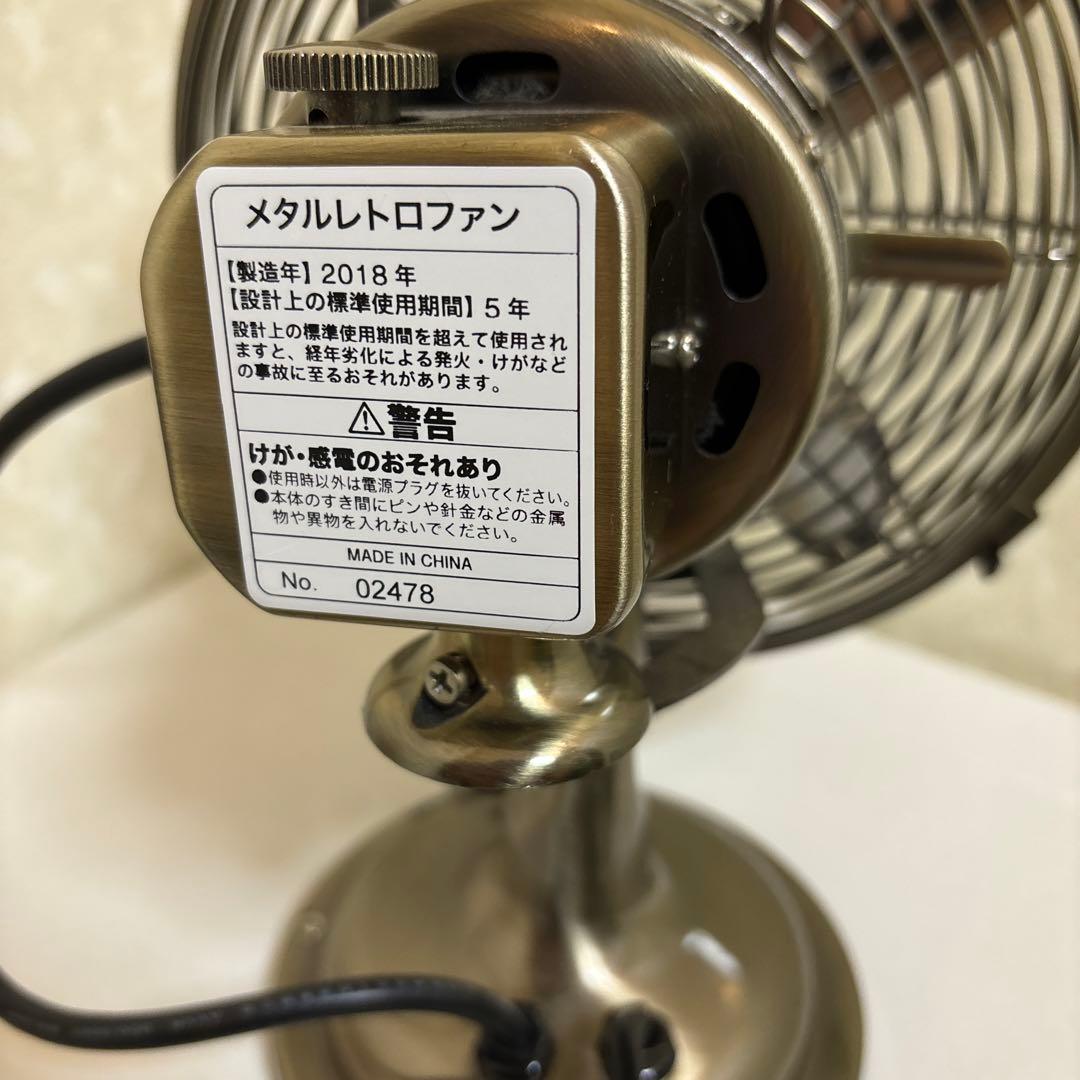 メタルレトロファン
【製造年】2018年
【設計上の標準使用期間】5年
設計上の標準使用期間を超えて使用され
ますと、経年劣化による発火・けがなど
の事故に至るおそれがあります。
⚠警告
けが・感電のおそれあり
●使用時以外は電源プラグを抜いてください。
●本体のすき間にピンや針金などの金属
物や異物を入れないでください。
MADE IN CHINA
No. 02478